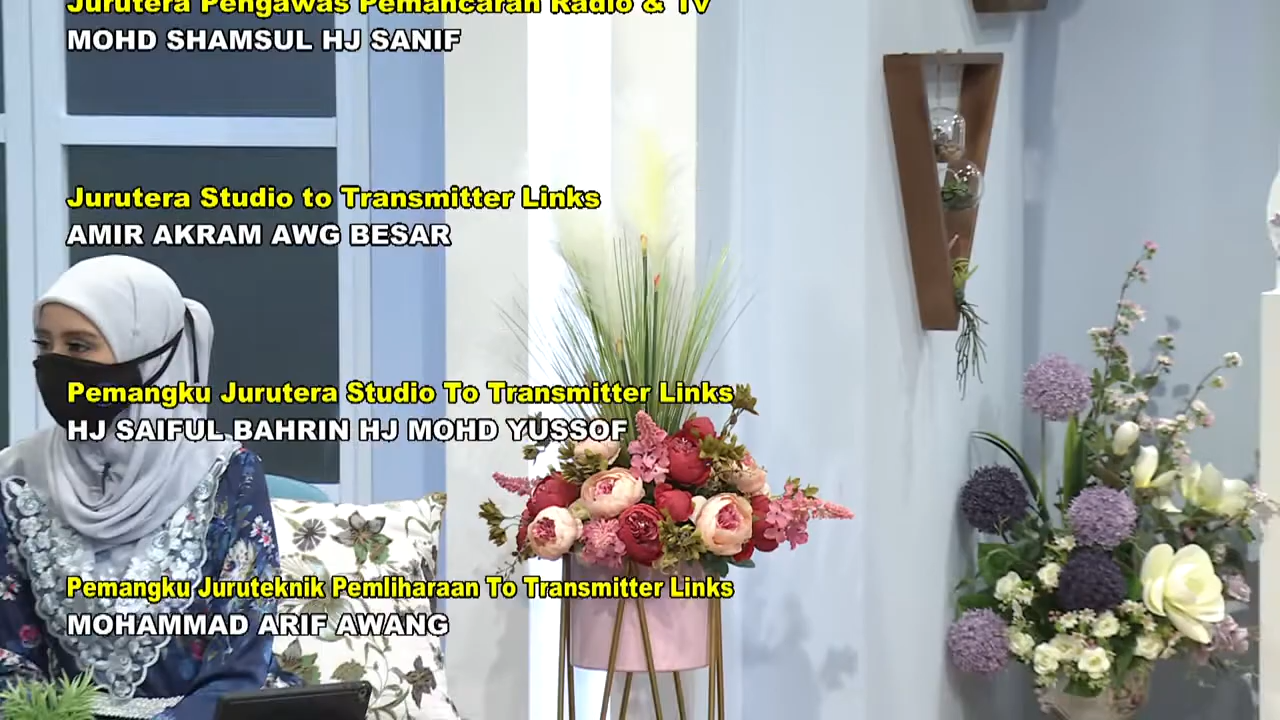 Jurutera Pengawas Pemancaran Radio & Tv
MOHD SHAMSUL HJ SANIF
Jurutera Studio to Transmitter Links
AMIR AKRAM AWG BESAR
Pemangku Jurutera Studio To Transmitter Links
HJ SAIFUL BAHRIN HJ MOHD YUSSOF
Pemangku Juruteknik Pemliharaan To Transmitter Links
MOHAMMAD ARIF AWANG